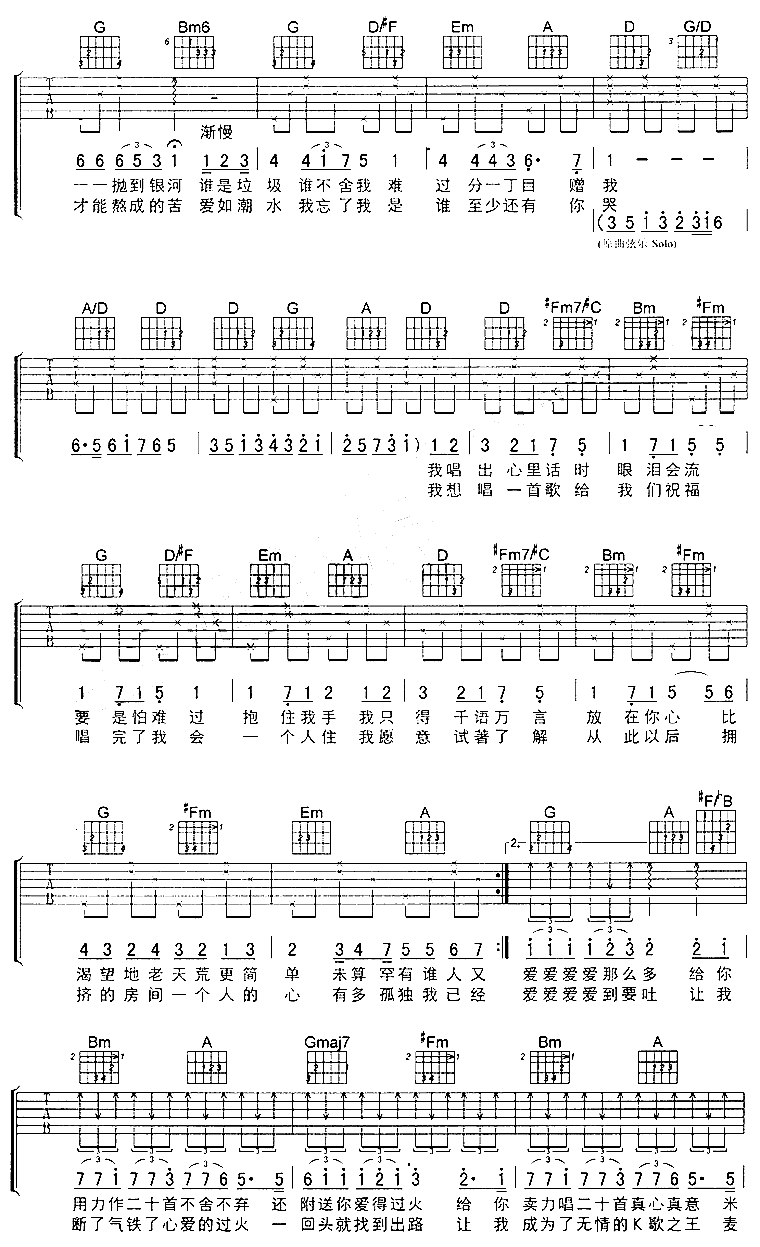 G Bm6 G D/#F Em A D G/D
渐慢
6 6 6 5 3 1 1 2 3 4 4 1 7 5 1 4 4 4 3 6· 7 1 — — —
一一抛到银河 谁是垃 圾 谁不舍我 难 过 分一丁目 赠 我
才能熬成的苦 爱如潮 水 我忘了我 是 谁 至少还有 你 哭
(3 5 1 3 2 3 1 6
Solo)
A/D D D G A D D #Fm7/#C Bm #Fm
6·5 6 1 7 6 5 3 5 1 3 4 3 2 1 2 5 7 3 1) 1 2 3 2 1 7 5 1 7 1 5 5
我唱 出 心里话 时 眼 泪会流
我想 唱 一首歌 给 我 们祝福
G D/#F Em A D #Fm7/#C Bm #Fm
1 7 1 5 1 1 7 1 2 1 2 3 2 1 7 5 1 7 1 5 5 6
要 是怕难 过 抱 住我手 我只 得 千语万 言 放 在你心 比
唱 完了我 会 一 个人住 我愿 意 试著了 解 从 此以后 拥
G #Fm Em A 2. G A #F/B
4 3 2 4 3 2 1 3 2 3 4 5 5 6 7 1 1 1 1 2 3 2 2 1
渴望地老天荒更简 单 未算罕有谁人又 爱爱爱爱那么多 给你
挤的房间一个人的 心 有多孤独我已经 爱爱爱爱到要吐 让我
Bm A Gmaj7 #Fm Bm A
7 7 1 7 7 3 7 7 6 5· 5 1 1 1 2 1 3 2· 1 7 7 1 7 7 3 7 7 6 5· 5
用力作二十首不舍不弃 还 附送你爱得过火 给 你 卖力唱二十首真心真意 米
断了气铁了心爱的过火 一 回头就找到出路 让 我 成为了无情的K歌之王 麦